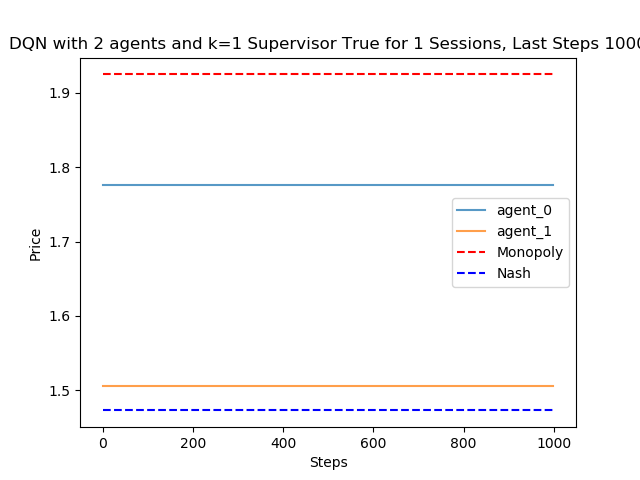 DQN with 2 agents and k=1 Supervisor True for 1 Sessions, Last Steps 1000
1.9
1.8
1.7
1.6
1.5
Price
agent_0
agent_1
Monopoly
Nash
0 200 400 600 800 1000
Steps